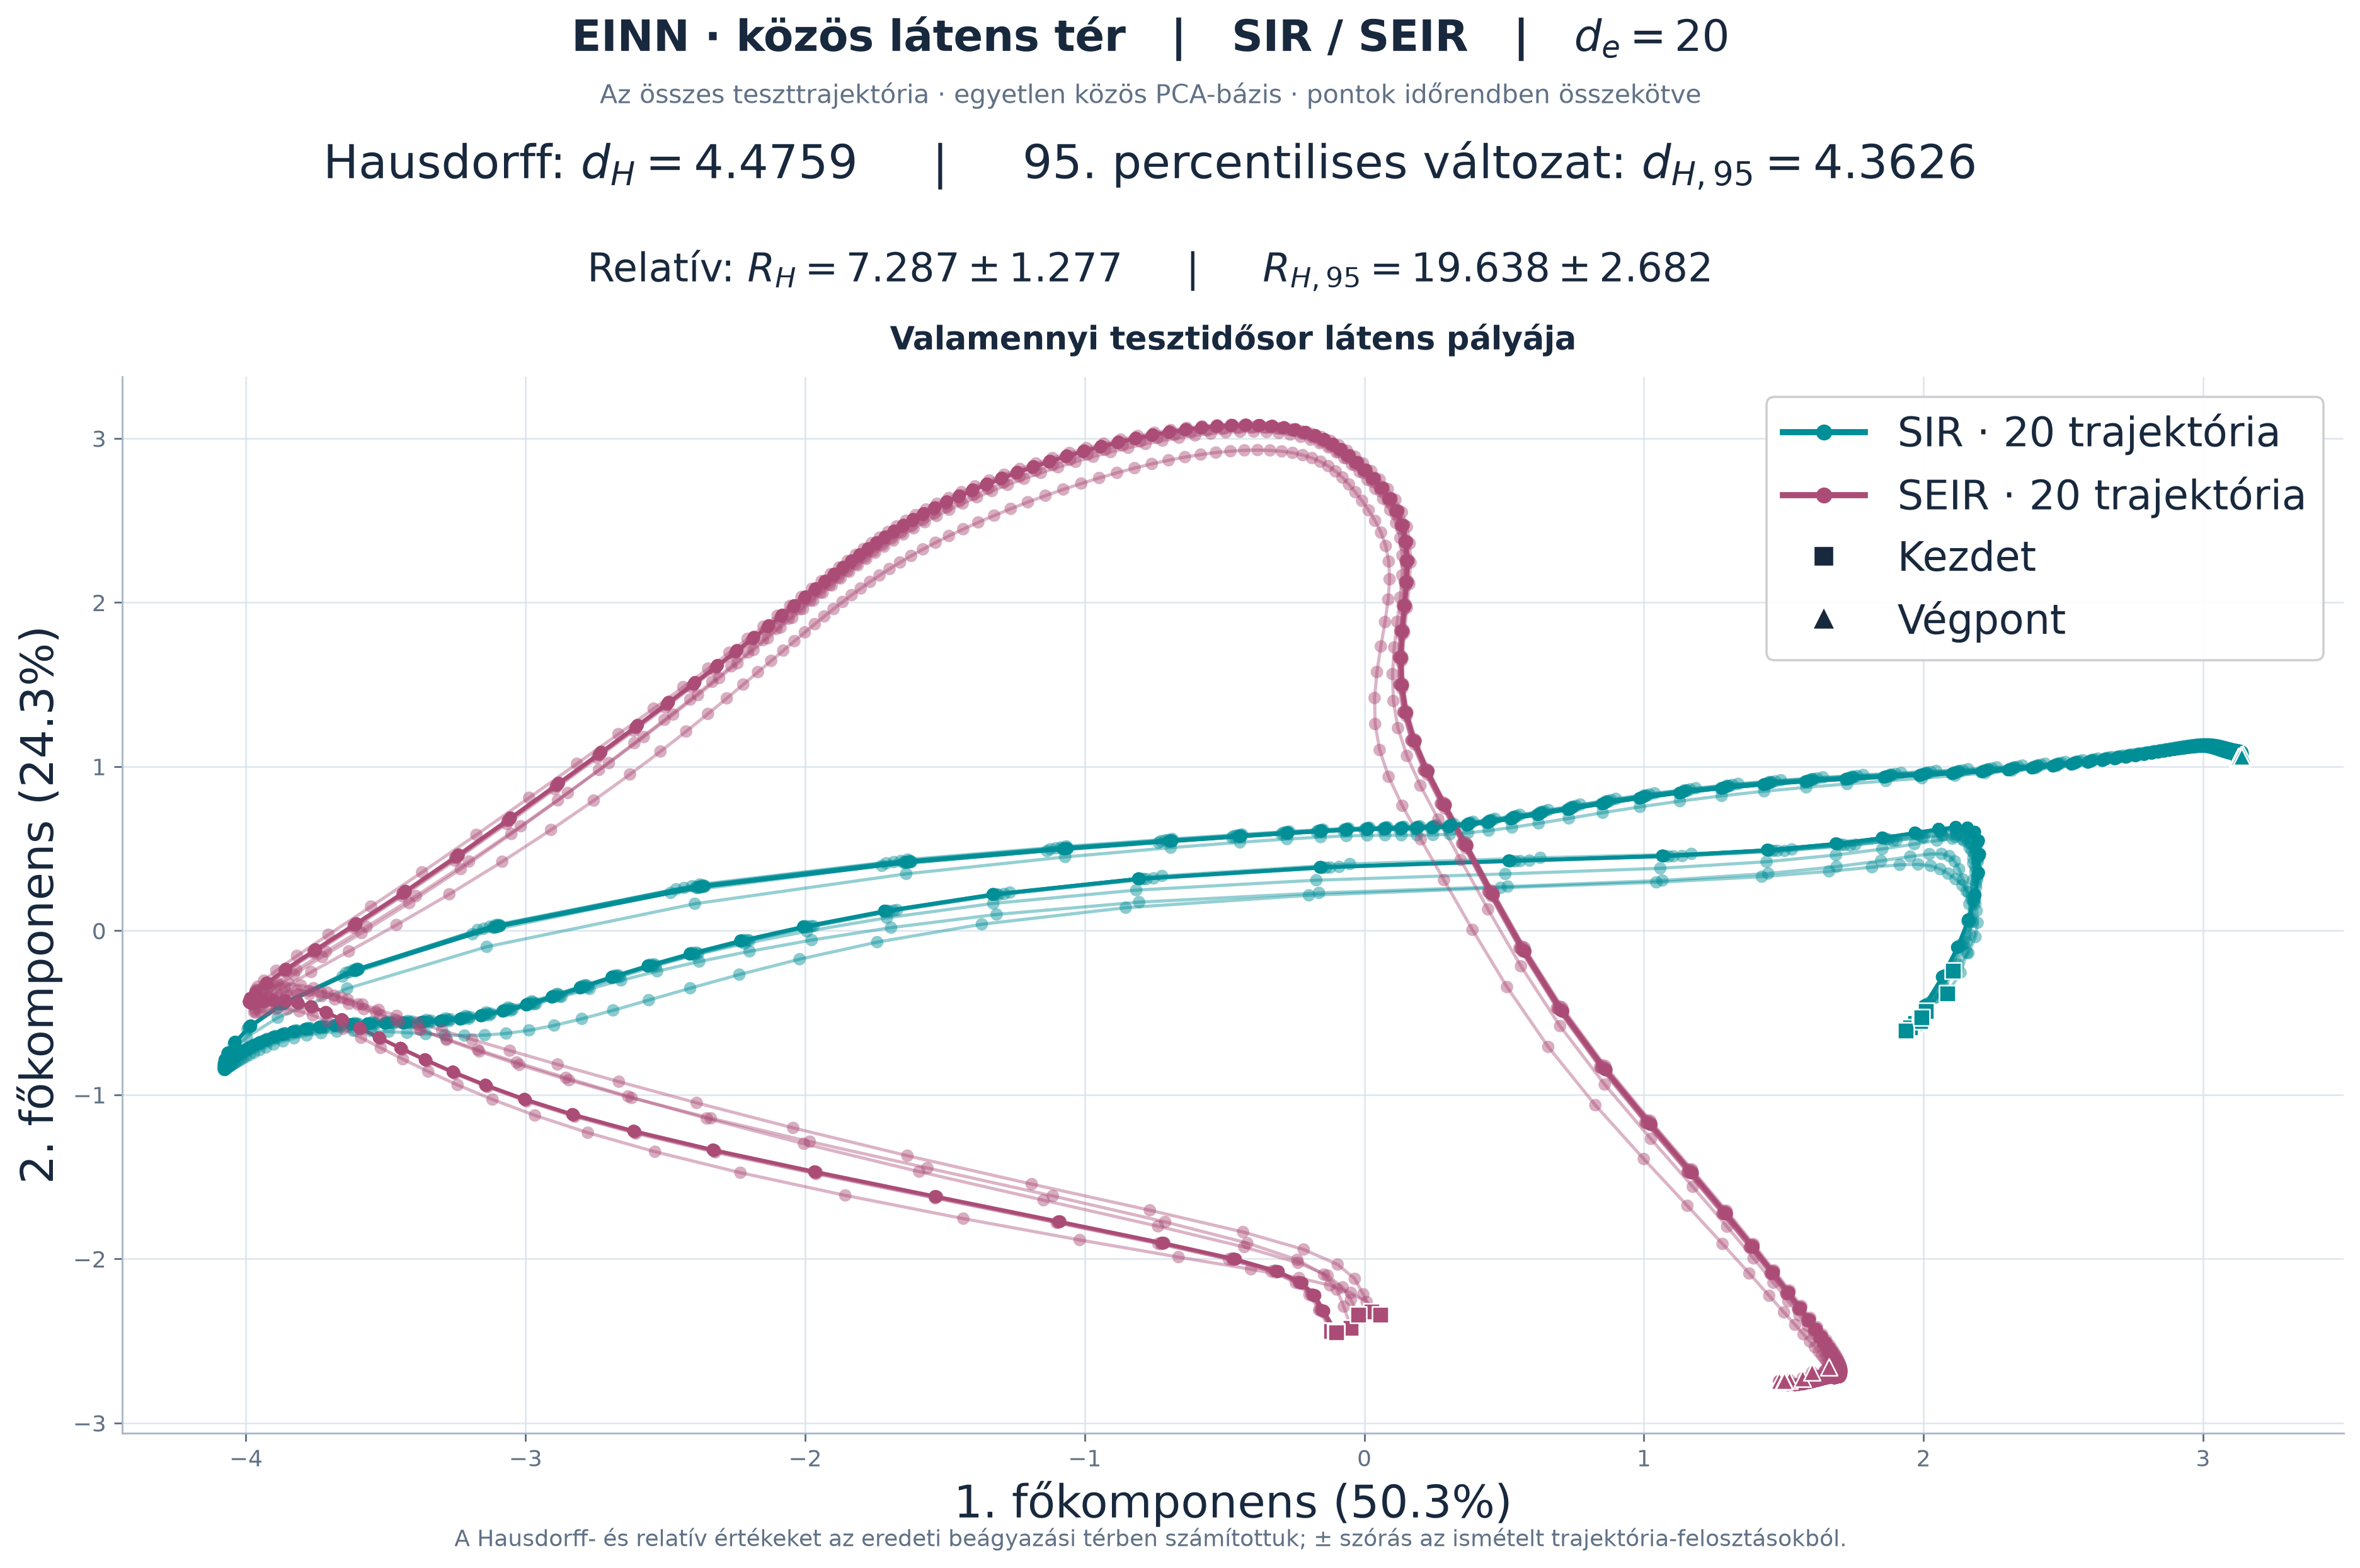 EINN · közös látens tér | SIR / SEIR | d_e = 20
Az összes teszttrajektória · egyetlen közös PCA-bázis · pontok időrendben összekötve
Hausdorff: d_H = 4.4759 | 95. percentilises változat: d_{H, 95} = 4.3626
Relatív: R_H = 7.287 ± 1.277 | R_{H, 95} = 19.638 ± 2.682
Valamennyi tesztidősor látens pályája
SIR · 20 trajektória
SEIR · 20 trajektória
Kezdet
Végpont
2. főkomponens (24.3%)
3
2
1
0
−1
−2
−3
−4 −3 −2 −1 0 1 2 3
1. főkomponens (50.3%)
A Hausdorff- és relatív értékeket az eredeti beágyazási térben számítottuk; ± szórás az ismételt trajektória-felosztásokból.